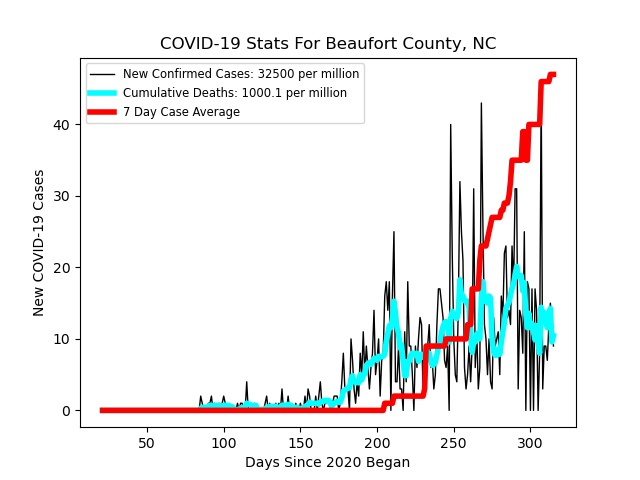 COVID-19 Stats For Beaufort County, NC
New Confirmed Cases: 32500 per million
Cumulative Deaths: 1000.1 per million
7 Day Case Average
New COVID-19 Cases
40
30
20
10
0
50 100 150 200 250 300
Days Since 2020 Began